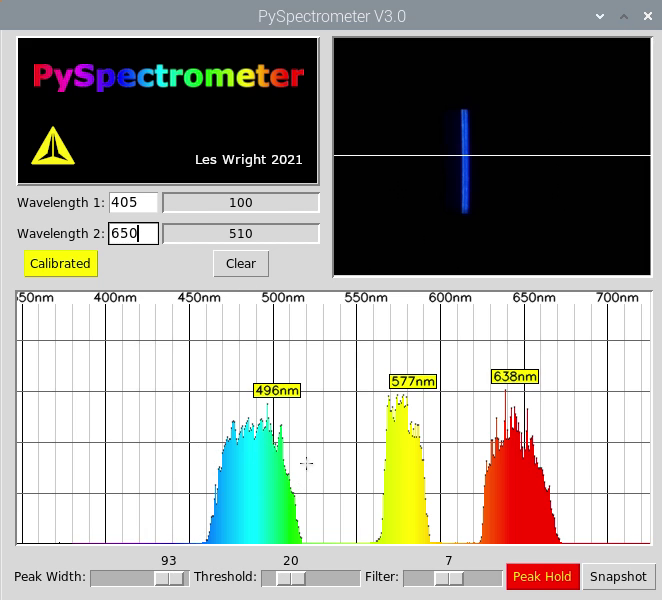 PySpectrometer V3.0
PySpectrometer
Les Wright 2021
Wavelength 1: 405 100
Wavelength 2: 650 510
Calibrated Clear
50nm 400nm 450nm 500nm 550nm 600nm 650nm 700nm
496nm 577nm 638nm
93 20 7
Peak Width: Threshold: Filter: Peak Hold Snapshot